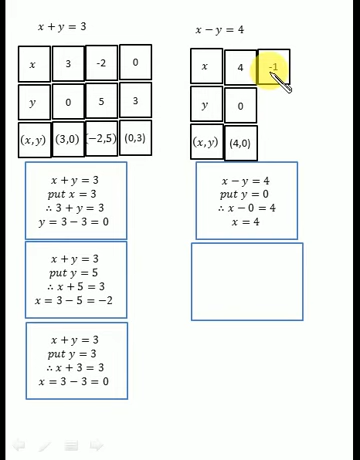 x + y = 3
x 3 -2 0
y 0 5 3
(x, y) (3,0) (−2,5) (0,3)
x + y = 3
put x = 3
∴ 3 + y = 3
y = 3 − 3 = 0
x + y = 3
put y = 5
∴ x + 5 = 3
x = 3 − 5 = −2
x + y = 3
put y = 3
∴ x + 3 = 3
x = 3 − 3 = 0
x − y = 4
x 4 -1
y 0
(x, y) (4,0)
x − y = 4
put y = 0
∴ x − 0 = 4
x = 4